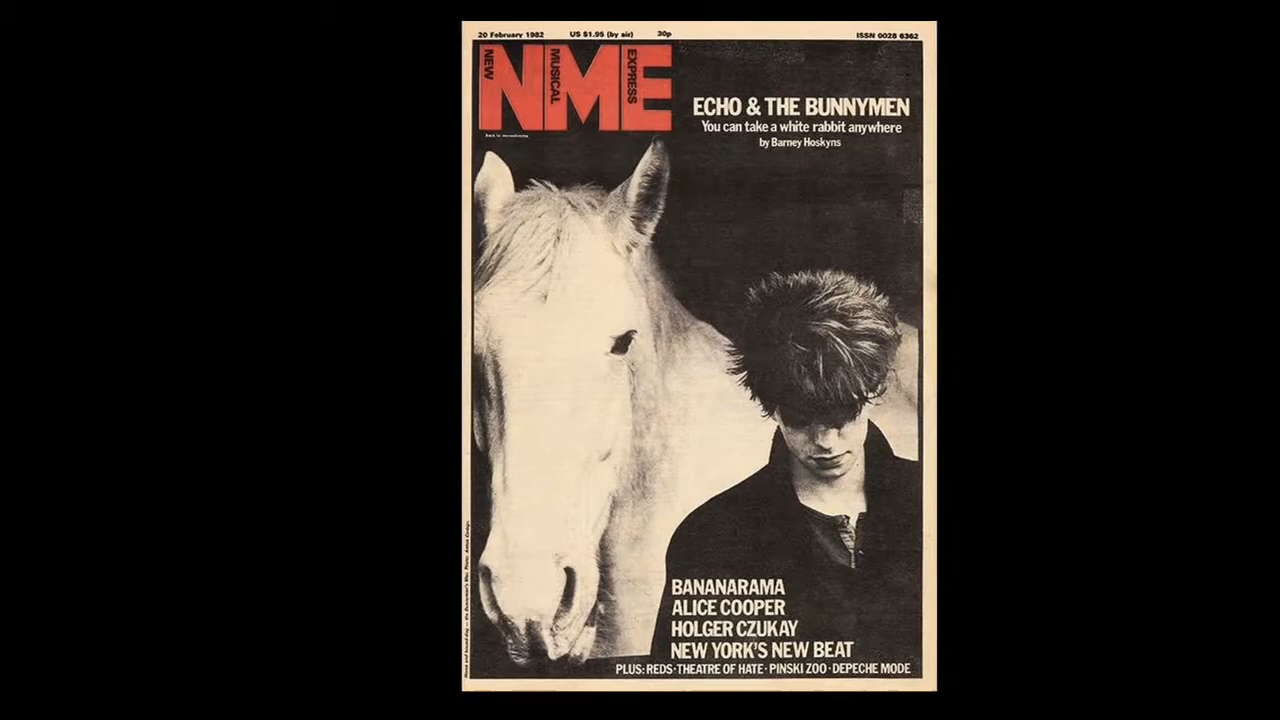 20 February 1982 US $1.95 (by air) 30p ISSN 0028 6362
NEW MUSICAL EXPRESS
NME
ECHO & THE BUNNYMEN
You can take a white rabbit anywhere
by Barney Hoskyns
BANANARAMA
ALICE COOPER
HOLGER CZUKAY
NEW YORK'S NEW BEAT
PLUS: REDS · THEATRE OF HATE · PINSKI ZOO · DEPECHE MODE